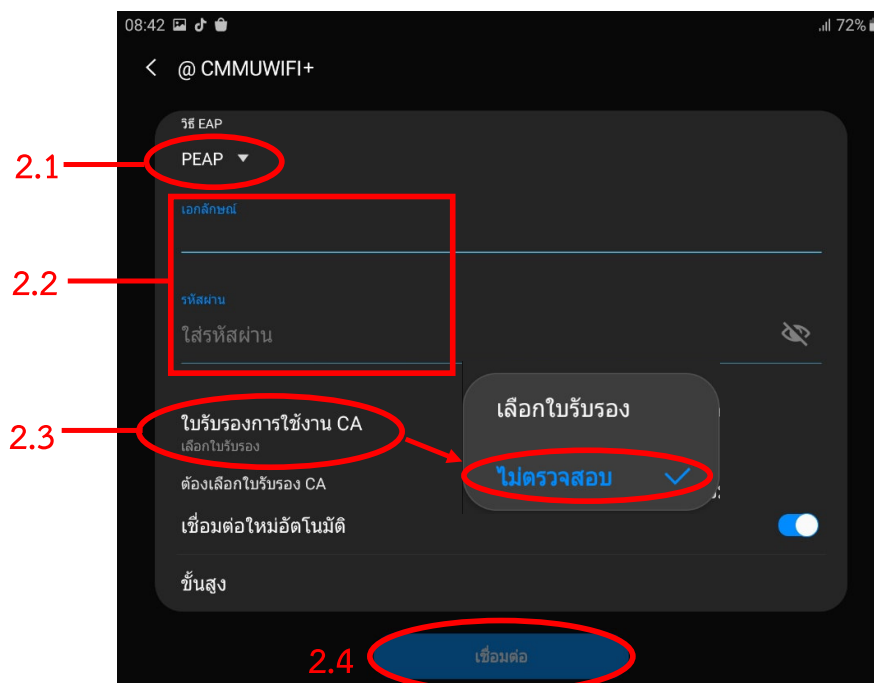 08:42
72%
@ CMMUWIFI+
วิธี EAP
2.1
PEAP
เอกลักษณ์
2.2
รหัสผ่าน
ใส่รหัสผ่าน
2.3
ใบรับรองการใช้งาน CA
เลือกใบรับรอง
เลือกใบรับรอง
ไม่ตรวจสอบ
ต้องเลือกใบรับรอง CA
เชื่อมต่อใหม่อัตโนมัติ
ขั้นสูง
2.4
เชื่อมต่อ